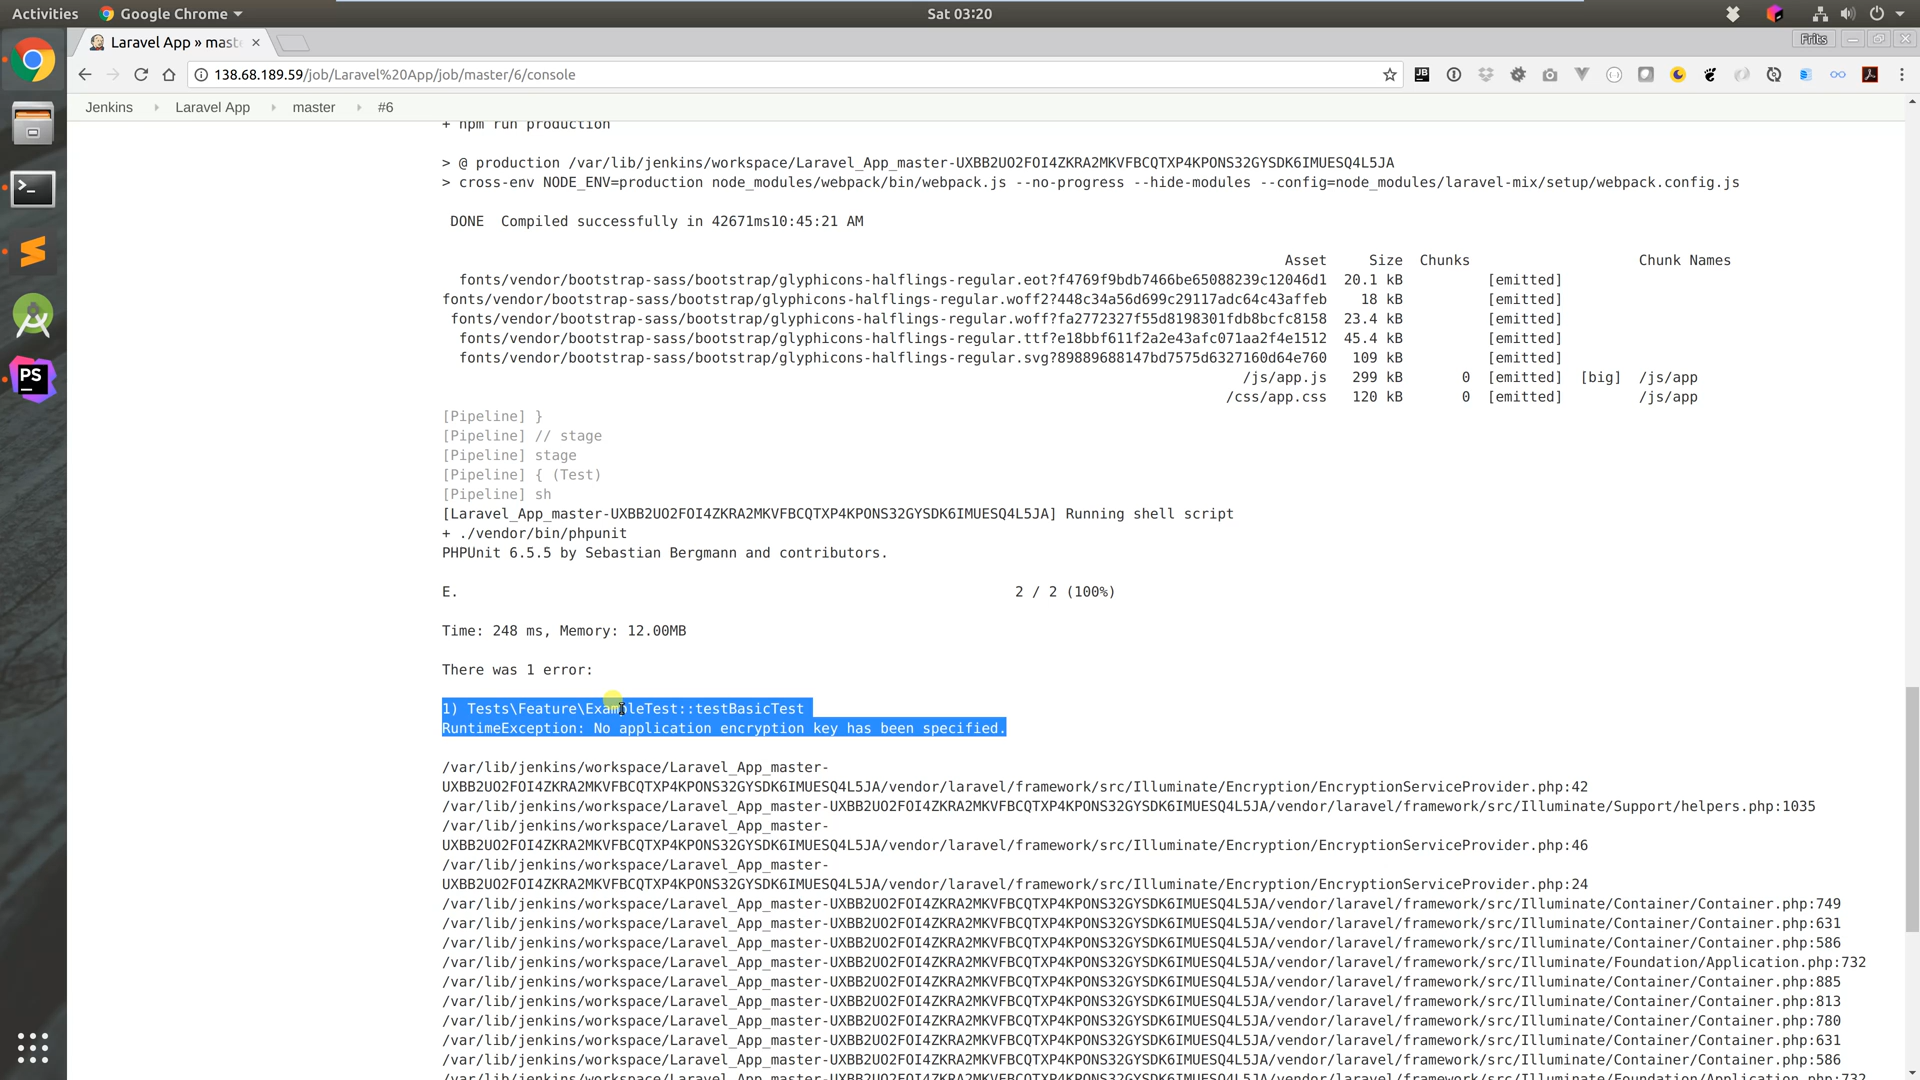 Activities Google Chrome Sat 03:20
Laravel App » mast
Frits
138.68.189.59/job/Laravel%20App/job/master/6/console
Jenkins Laravel App master #6
+ npm run production
> @ production /var/lib/jenkins/workspace/Laravel_App_master-UXBB2UO2FOI4ZKRA2MKVFBCQTXP4KPONS32GYSDK6IMUESQ4L5JA
> cross-env NODE_ENV=production node_modules/webpack/bin/webpack.js --no-progress --hide-modules --config=node_modules/laravel-mix/setup/webpack.config.js
DONE Compiled successfully in 42671ms10:45:21 AM
Asset Size Chunks Chunk Names
fonts/vendor/bootstrap-sass/bootstrap/glyphicons-halflings-regular.eot?f4769f9bdb7466be65088239c12046d1 20.1 kB [emitted]
fonts/vendor/bootstrap-sass/bootstrap/glyphicons-halflings-regular.woff2?448c34a56d699c29117adc64c43affeb 18 kB [emitted]
fonts/vendor/bootstrap-sass/bootstrap/glyphicons-halflings-regular.woff?fa2772327f55d8198301fdb8bcfc8158 23.4 kB [emitted]
fonts/vendor/bootstrap-sass/bootstrap/glyphicons-halflings-regular.ttf?e18bbf611f2a2e43afc071aa2f4e1512 45.4 kB [emitted]
fonts/vendor/bootstrap-sass/bootstrap/glyphicons-halflings-regular.svg?89889688147bd7575d6327160d64e760 109 kB [emitted]
/js/app.js 299 kB 0 [emitted] [big] /js/app
/css/app.css 120 kB 0 [emitted] /js/app
[Pipeline] }
[Pipeline] // stage
[Pipeline] stage
[Pipeline] { (Test)
[Pipeline] sh
[Laravel_App_master-UXBB2UO2FOI4ZKRA2MKVFBCQTXP4KPONS32GYSDK6IMUESQ4L5JA] Running shell script
+ ./vendor/bin/phpunit
PHPUnit 6.5.5 by Sebastian Bergmann and contributors.
E. 2 / 2 (100%)
Time: 248 ms, Memory: 12.00MB
There was 1 error:
1) Tests\Feature\ExampleTest::testBasicTest
RuntimeException: No application encryption key has been specified.
/var/lib/jenkins/workspace/Laravel_App_master-
UXBB2UO2FOI4ZKRA2MKVFBCQTXP4KPONS32GYSDK6IMUESQ4L5JA/vendor/laravel/framework/src/Illuminate/Encryption/EncryptionServiceProvider.php:42
/var/lib/jenkins/workspace/Laravel_App_master-UXBB2UO2FOI4ZKRA2MKVFBCQTXP4KPONS32GYSDK6IMUESQ4L5JA/vendor/laravel/framework/src/Illuminate/Support/helpers.php:1035
/var/lib/jenkins/workspace/Laravel_App_master-
UXBB2UO2FOI4ZKRA2MKVFBCQTXP4KPONS32GYSDK6IMUESQ4L5JA/vendor/laravel/framework/src/Illuminate/Encryption/EncryptionServiceProvider.php:46
/var/lib/jenkins/workspace/Laravel_App_master-
UXBB2UO2FOI4ZKRA2MKVFBCQTXP4KPONS32GYSDK6IMUESQ4L5JA/vendor/laravel/framework/src/Illuminate/Encryption/EncryptionServiceProvider.php:24
/var/lib/jenkins/workspace/Laravel_App_master-UXBB2UO2FOI4ZKRA2MKVFBCQTXP4KPONS32GYSDK6IMUESQ4L5JA/vendor/laravel/framework/src/Illuminate/Container/Container.php:749
/var/lib/jenkins/workspace/Laravel_App_master-UXBB2UO2FOI4ZKRA2MKVFBCQTXP4KPONS32GYSDK6IMUESQ4L5JA/vendor/laravel/framework/src/Illuminate/Container/Container.php:631
/var/lib/jenkins/workspace/Laravel_App_master-UXBB2UO2FOI4ZKRA2MKVFBCQTXP4KPONS32GYSDK6IMUESQ4L5JA/vendor/laravel/framework/src/Illuminate/Container/Container.php:586
/var/lib/jenkins/workspace/Laravel_App_master-UXBB2UO2FOI4ZKRA2MKVFBCQTXP4KPONS32GYSDK6IMUESQ4L5JA/vendor/laravel/framework/src/Illuminate/Foundation/Application.php:732
/var/lib/jenkins/workspace/Laravel_App_master-UXBB2UO2FOI4ZKRA2MKVFBCQTXP4KPONS32GYSDK6IMUESQ4L5JA/vendor/laravel/framework/src/Illuminate/Container/Container.php:885
/var/lib/jenkins/workspace/Laravel_App_master-UXBB2UO2FOI4ZKRA2MKVFBCQTXP4KPONS32GYSDK6IMUESQ4L5JA/vendor/laravel/framework/src/Illuminate/Container/Container.php:813
/var/lib/jenkins/workspace/Laravel_App_master-UXBB2UO2FOI4ZKRA2MKVFBCQTXP4KPONS32GYSDK6IMUESQ4L5JA/vendor/laravel/framework/src/Illuminate/Container/Container.php:780
/var/lib/jenkins/workspace/Laravel_App_master-UXBB2UO2FOI4ZKRA2MKVFBCQTXP4KPONS32GYSDK6IMUESQ4L5JA/vendor/laravel/framework/src/Illuminate/Container/Container.php:631
/var/lib/jenkins/workspace/Laravel_App_master-UXBB2UO2FOI4ZKRA2MKVFBCQTXP4KPONS32GYSDK6IMUESQ4L5JA/vendor/laravel/framework/src/Illuminate/Container/Container.php:586
/var/lib/jenkins/workspace/Laravel_App_master-UXBB2UO2FOI4ZKRA2MKVFBCQTXP4KPONS32GYSDK6IMUESQ4L5JA/vendor/laravel/framework/src/Illuminate/Foundation/Application.php:732